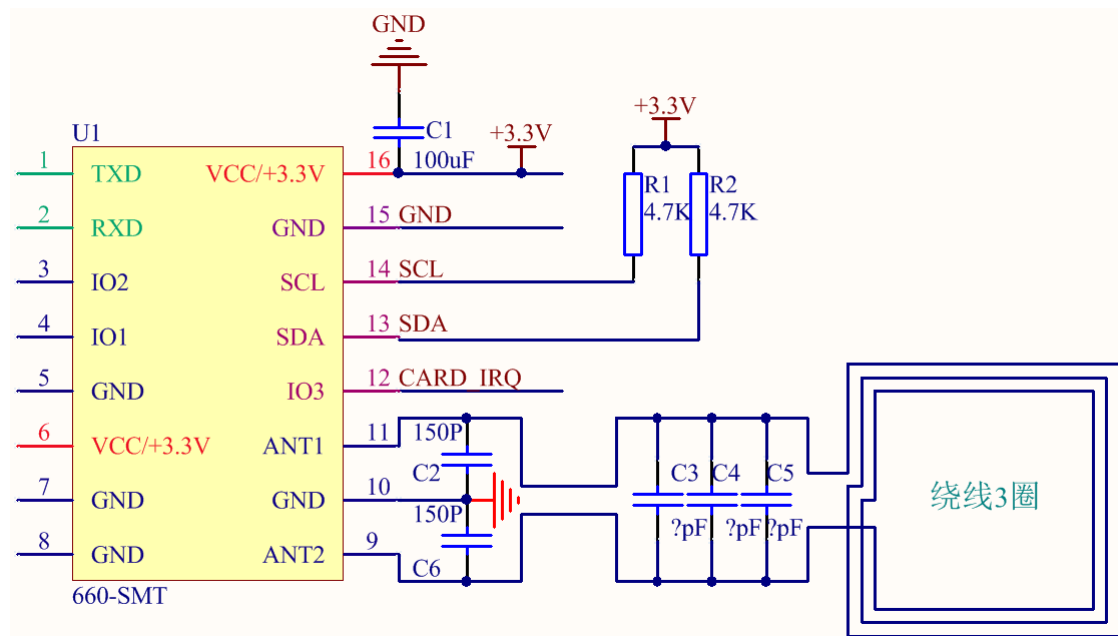 GND
+3.3V
U1
C1
+3.3V
1
TXD
VCC/+3.3V
16
100uF
R1
R2
2
RXD
GND
15
GND
4.7K
4.7K
3
IO2
SCL
14
SCL
4
IO1
SDA
13
SDA
5
GND
IO3
12
CARD_IRQ
6
VCC/+3.3V
ANT1
11
150P
C2
C3
C4
C5
7
GND
GND
10
150P
?pF
?pF
?pF
绕线3圈
8
GND
ANT2
9
C6
660-SMT